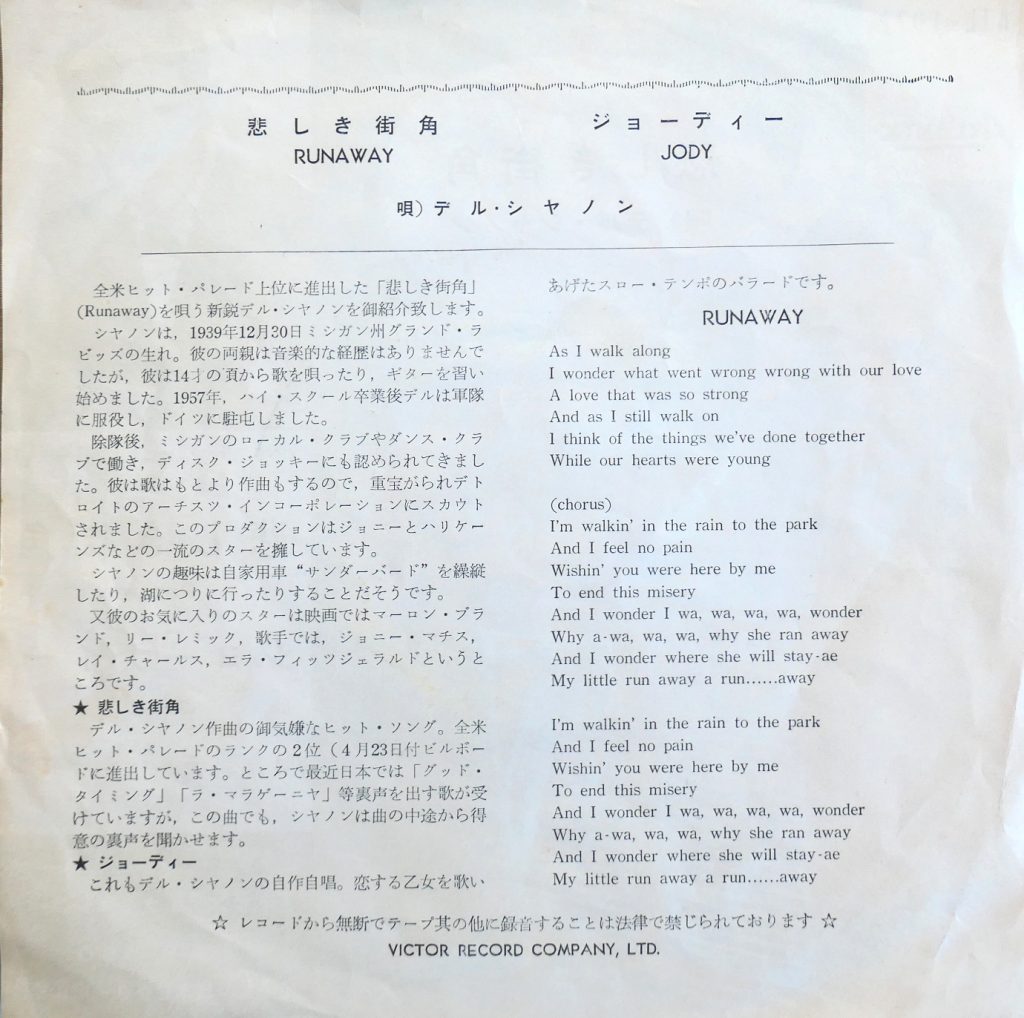 悲しき街角
RUNAWAY
ジョーディー
JODY
唄）デル・シヤノン
全米ヒット・パレード上位に進出した「悲しき街角」
(Runaway)を唄う新鋭デル・シヤノンを御紹介致します。
シヤノンは，1939年12月30日ミシガン州グランド・ラ
ピッズの生れ。彼の両親は音楽的な経歴はありませんで
したが，彼は14才の頃から歌を唄ったり，ギターを習い
始めました。1957年，ハイ・スクール卒業後デルは軍隊
に服役し，ドイツに駐屯しました。
除隊後，ミシガンのローカル・クラブやダンス・クラ
ブで働き，ディスク・ジョッキーにも認められてきまし
た。彼は歌はもとより作曲もするので，重宝がられデト
ロイトのアーチスツ・インコーポレーションにスカウト
されました。このプロダクションはジョニーとハリケー
ンズなどの一流のスターを擁しています。
シヤノンの趣味は自家用車“サンダーバード”を操縦
したり，湖につりに行ったりすることだそうです。
又彼のお気に入りのスターは映画ではマーロン・ブラ
ンド，リー・レミック，歌手では，ジョニー・マチス，
レイ・チャールス，エラ・フィッツジェラルドというと
ころです。
★ 悲しき街角
デル・シヤノン作曲の御気嫌なヒット・ソング。全米
ヒット・パレードのランクの２位（４月23日付ビルボー
ドに進出しています。ところで最近日本では「グッド・
タイミング」「ラ・マラゲーニヤ」等裏声を出す歌が受
けていますが，この曲でも，シヤノンは曲の中途から得
意の裏声を聞かせます。
★ ジョーディー
これもデル・シヤノンの自作自唱。恋する乙女を歌い
あげたスロー・テンポのバラードです。
RUNAWAY
As I walk along
I wonder what went wrong wrong with our love
A love that was so strong
And as I still walk on
I think of the things we've done together
While our hearts were young
(chorus)
I'm walkin' in the rain to the park
And I feel no pain
Wishin' you were here by me
To end this misery
And I wonder I wa, wa, wa, wa, wonder
Why a-wa, wa, wa, why she ran away
And I wonder where she will stay-ae
My little run away a run......away
I'm walkin' in the rain to the park
And I feel no pain
Wishin' you were here by me
To end this misery
And I wonder I wa, wa, wa, wa, wonder
Why a-wa, wa, wa, why she ran away
And I wonder where she will stay-ae
My little run away a run......away
☆ レコードから無断でテープ其の他に録音することは法律で禁じられております ☆
VICTOR RECORD COMPANY, LTD.